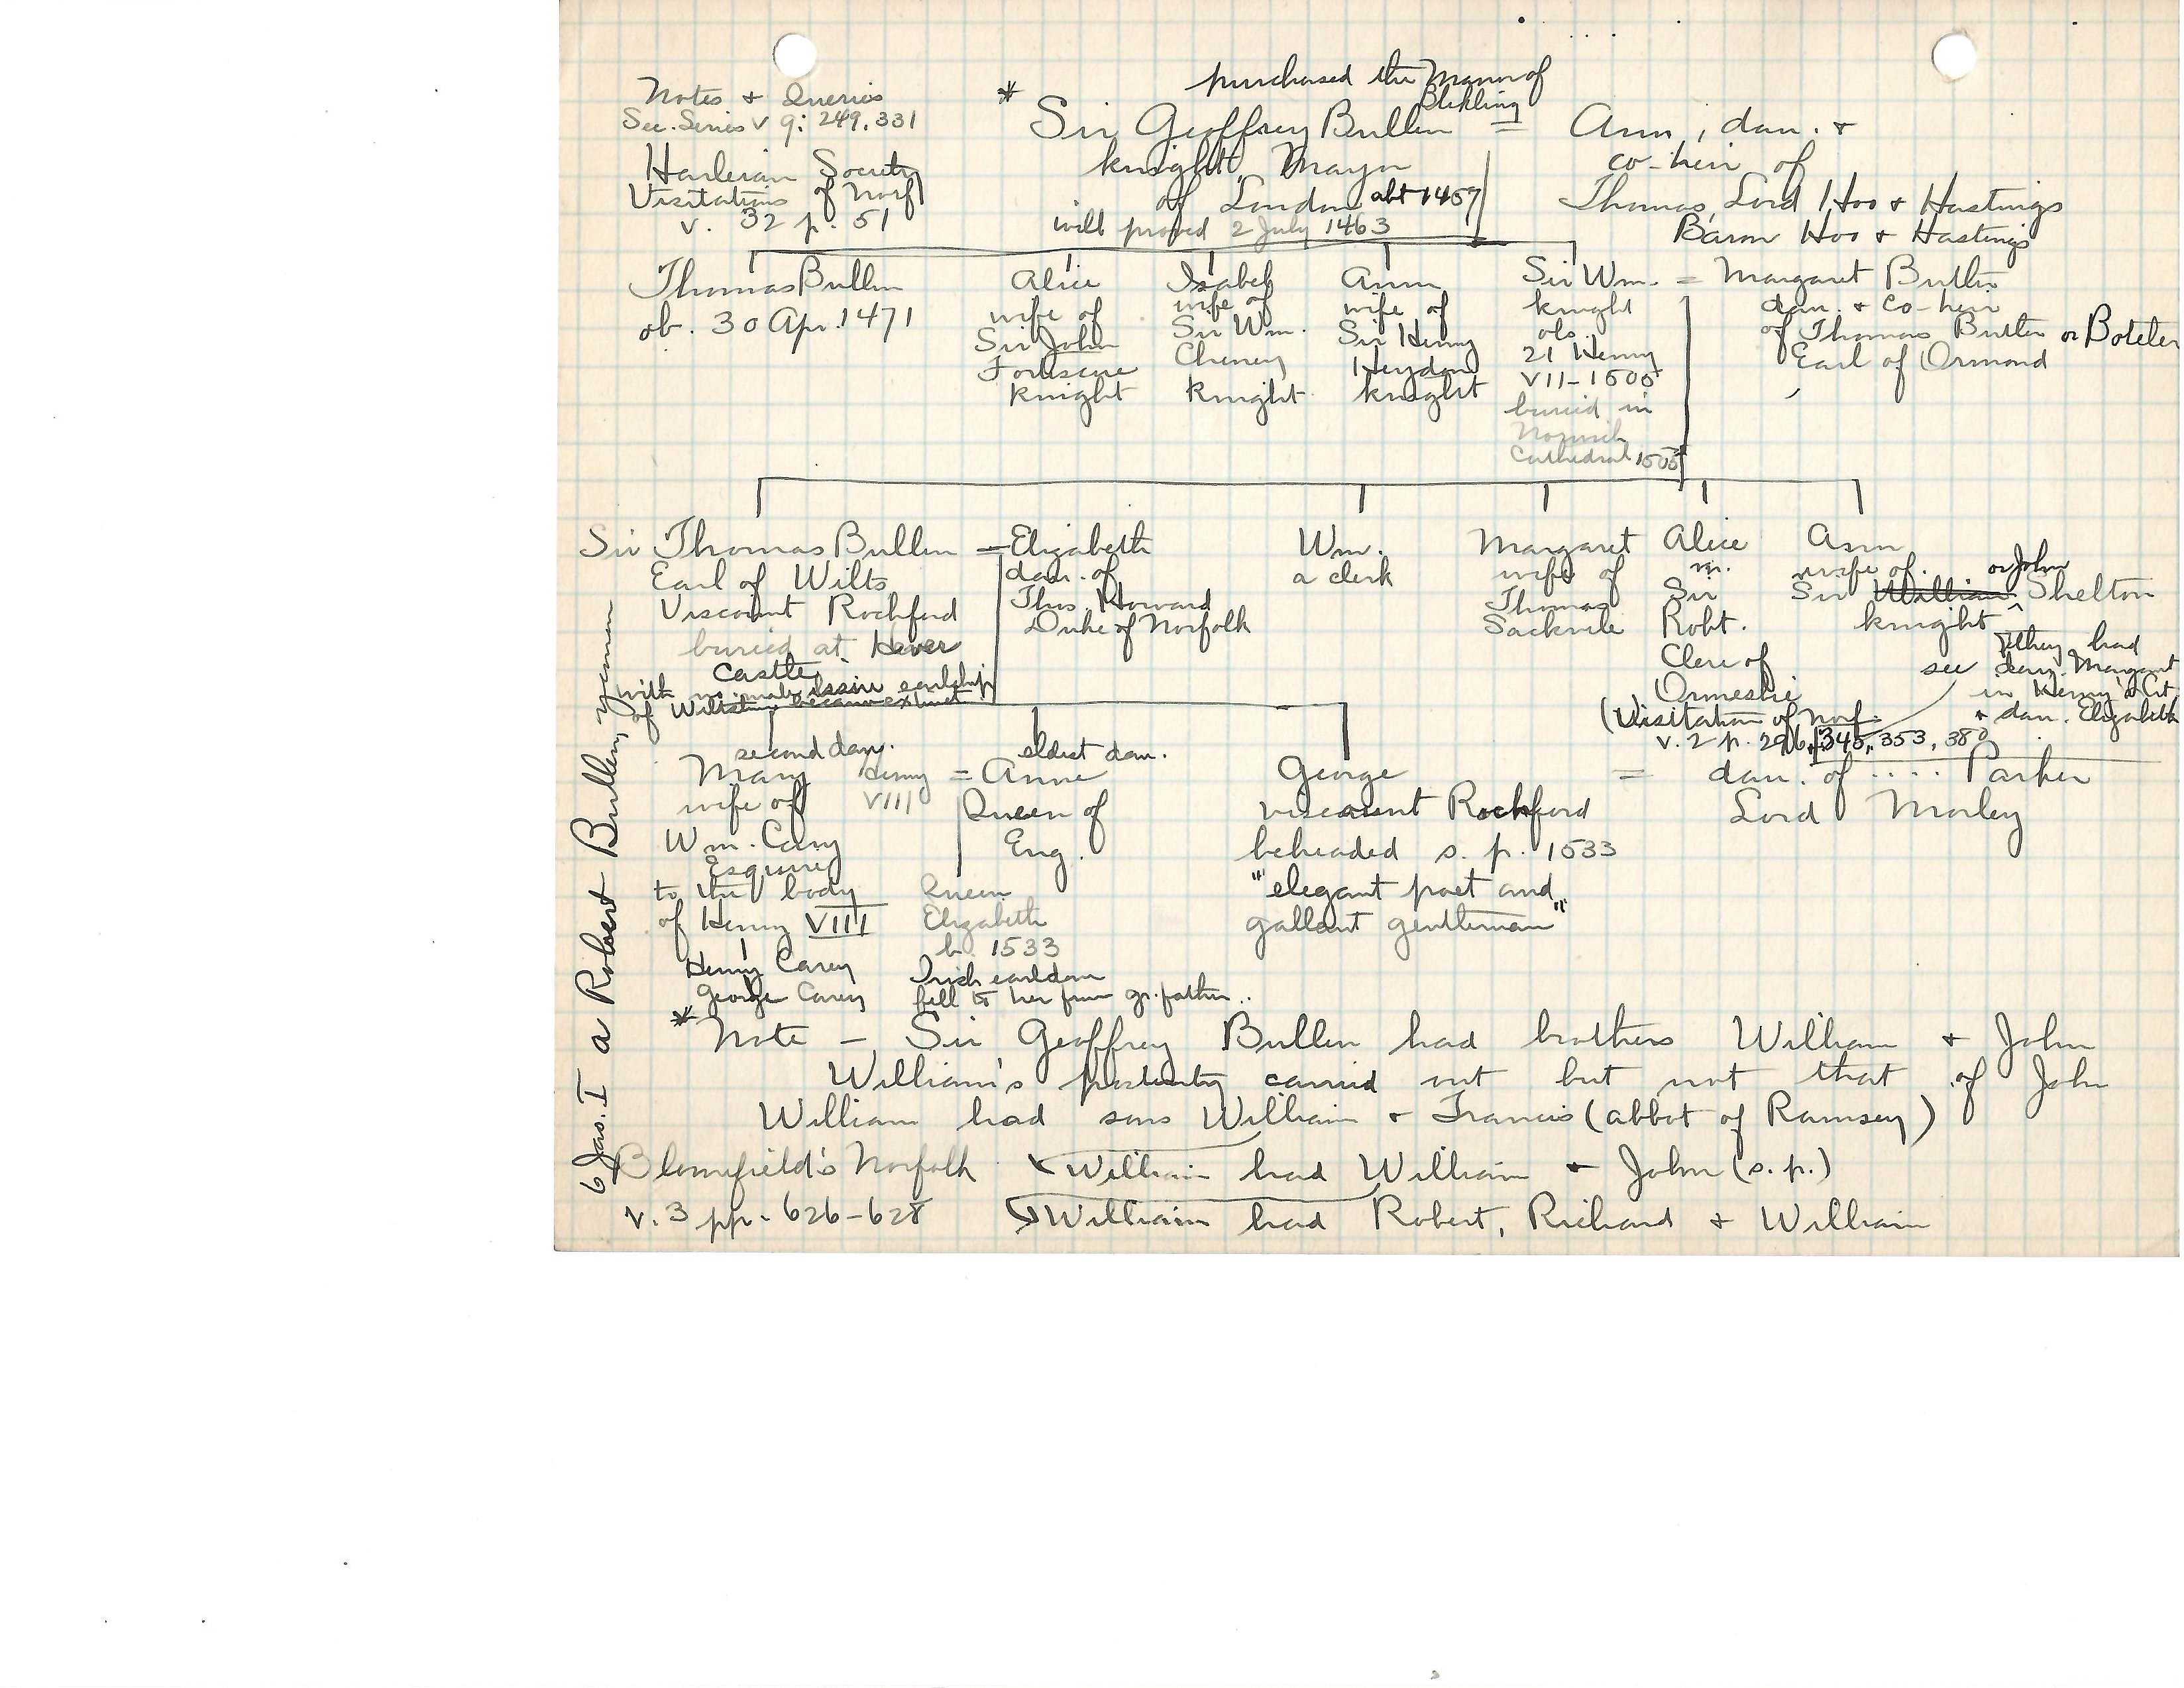 Notes & Queries
Sec. Series v 9: 249, 331
Harleian Society
Visitations of Norf
v. 32 p. 51
purchased the Manor of
Blickling
* Sir Geoffrey Bullen = Ann, dau. &
knight, Mayor
co-heir of
of London abt 1457
Thomas, Lord Hoo & Hastings
will proved 2 July 1463
Baron Hoo & Hastings
Thomas Bullen
ob. 30 Apr. 1471
Alice
wife of
Sir John
Fortescue
knight
Isabel
wife of
Sir Wm.
Cheney
knight
Ann
wife of
Sir Henry
Heydon
knight
Sir Wm. = Margaret Butler
knight
ob.
21 Henry
VII - 1505
buried in
Norwich
Cathedral 1505
dau. & co-heir
of Thomas Butler or Boteler
Earl of Ormond
Sir Thomas Bullen = Elizabeth
Earl of Wilts
Viscount Rochford
buried at Hever
Castle
with no male issue earldom
of Wiltshire became extinct
dau. of
Thos. Howard
Duke of Norfolk
Wm.
a clerk
Margaret
wife of
Thomas
Sackvile
Alice
m.
Sir
Robt.
Clere of
Ormesbie
(Visitation of Norf.
v. 2 p. 296, 345, 353, 380
Ann
wife of
or John
Sir William Shelton
knight
they had
see dau. Margaret
in Henry's Crt
& dau. Elizabeth
second dau.
Mary
wife of
Wm. Cary
Esquire
to the body
of Henry VIII
Henry Carey
George Carey
eldest dau.
Henry = Anne
VIII
Queen of
Eng.
Queen
Elizabeth
b. 1533
Irish earldom
fell to her from gr. father..
George = dau. of .... Parker
viscount Rochford
Lord Morley
beheaded s. p. 1533
"elegant poet and
gallant gentleman"
* Note - Sir Geoffrey Bullen had brothers William & John
William's posterity carried out but not that of John
William had sons William & Francis (abbot of Ramsey)
Blomefield's Norfolk
v. 3 pp. 626-628
William had William & John (s. p.)
William had Robert, Richard & William
6 Jas. I a Robert Bullen, yeoman